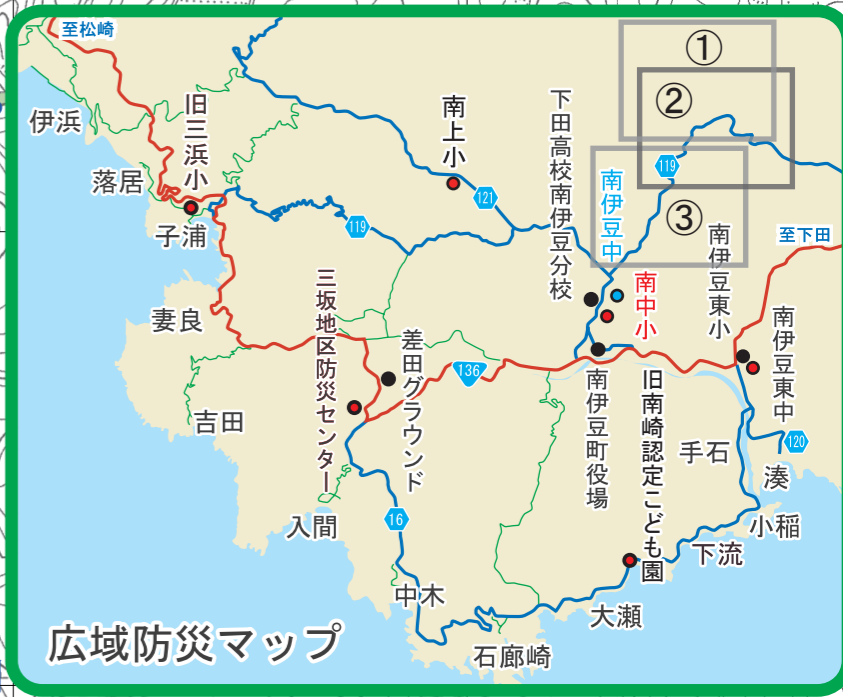 至松崎
伊浜
旧三浜小
落居
子浦
南上小
121
119
下田高校南伊豆分校
南伊豆中
①
②
119
③
南伊豆東小
至下田
南中小
妻良
三坂地区防災センター
差田グラウンド
136
南伊豆町役場
旧南崎認定こども園
南伊豆東中
120
手石
湊
吉田
入間
16
小稲
下流
中木
大瀬
石廊崎
広域防災マップ